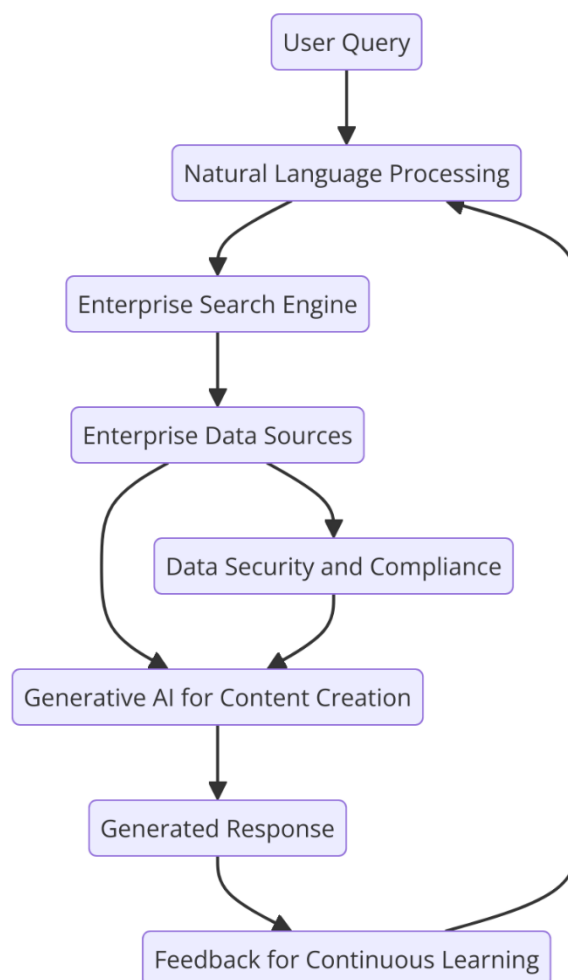 User Query
Natural Language Processing
Enterprise Search Engine
Enterprise Data Sources
Data Security and Compliance
Generative AI for Content Creation
Generated Response
Feedback for Continuous Learning